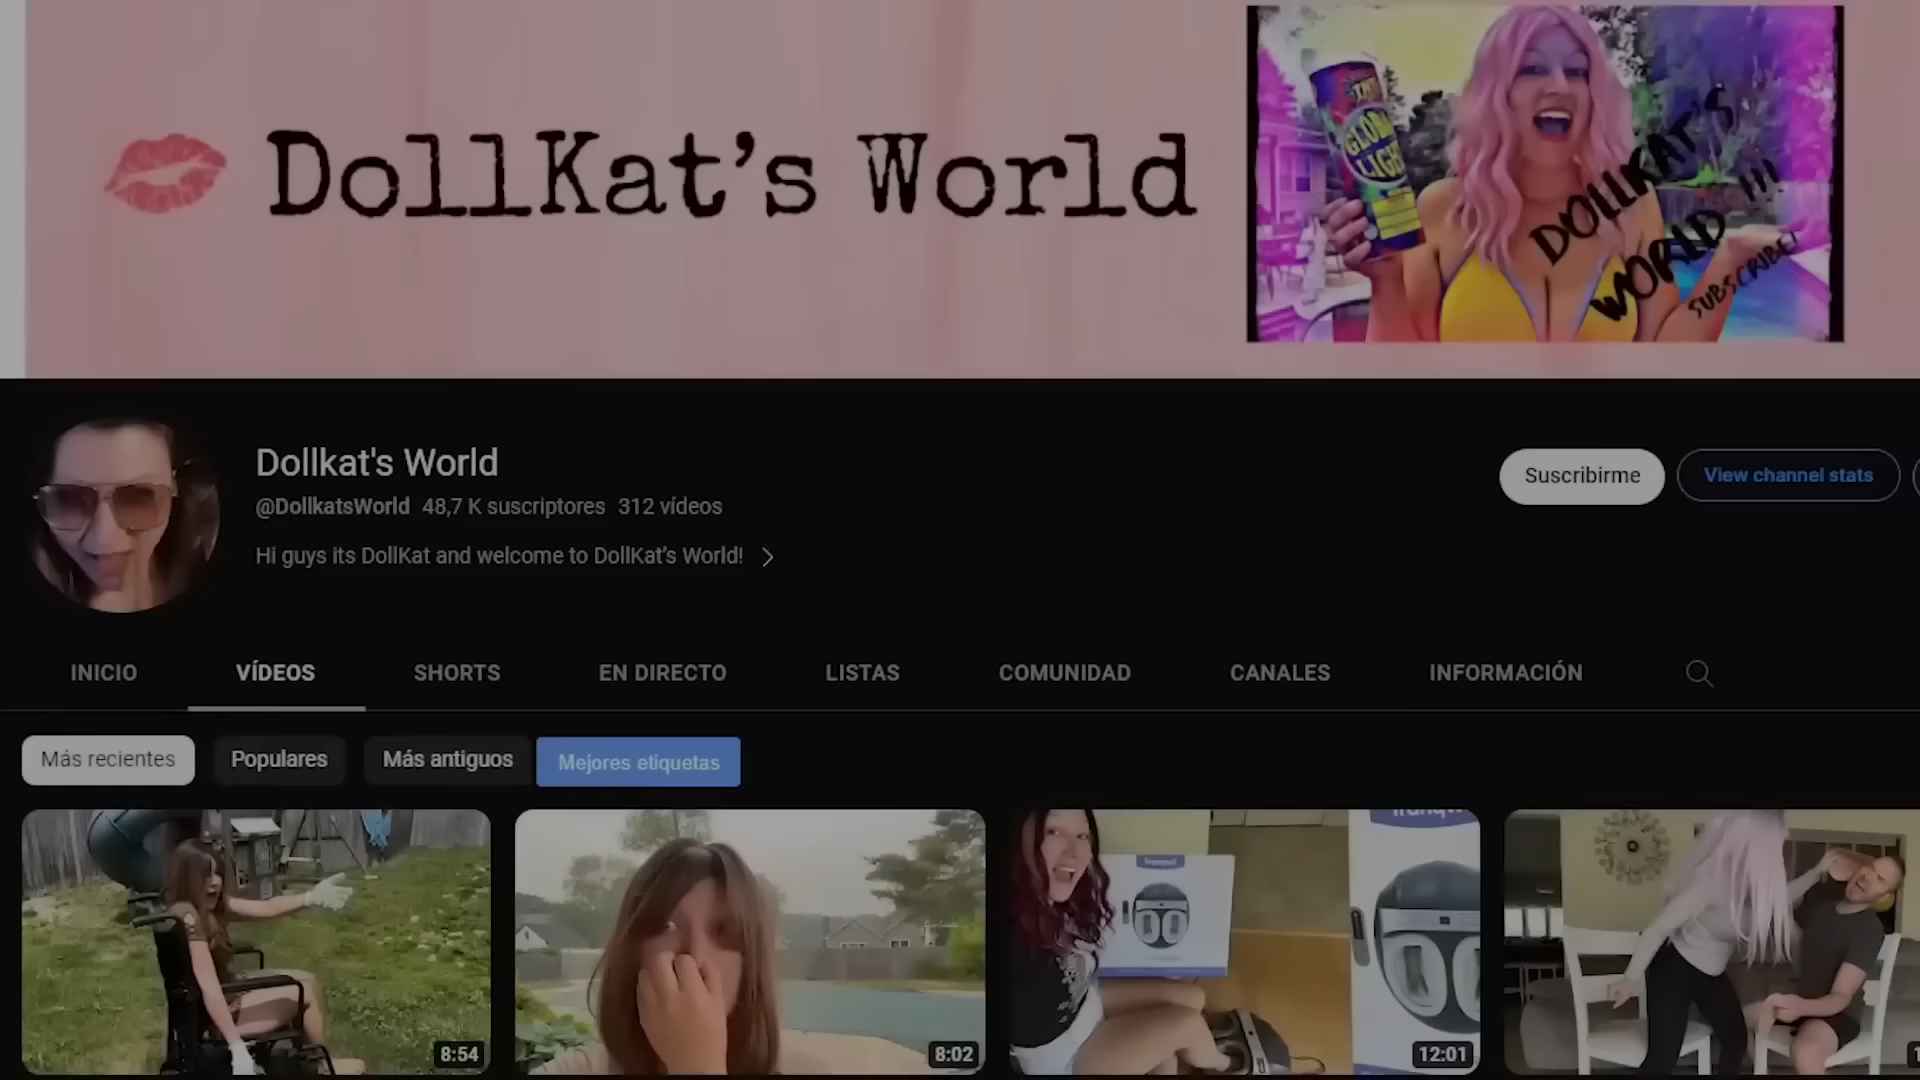 DollKat's World
GLOBAL
LIGHT
DOLLKAT'S
WORLD !!!
SUBSCRIBE!
Dollkat's World
@DollkatsWorld 48,7 K suscriptores 312 vídeos
Hi guys its DollKat and welcome to DollKat's World!
Suscribirme
View channel stats
INICIO VÍDEOS SHORTS EN DIRECTO LISTAS COMUNIDAD CANALES INFORMACIÓN
Más recientes Populares Más antiguos Mejores etiquetas
8:54
8:02
12:01